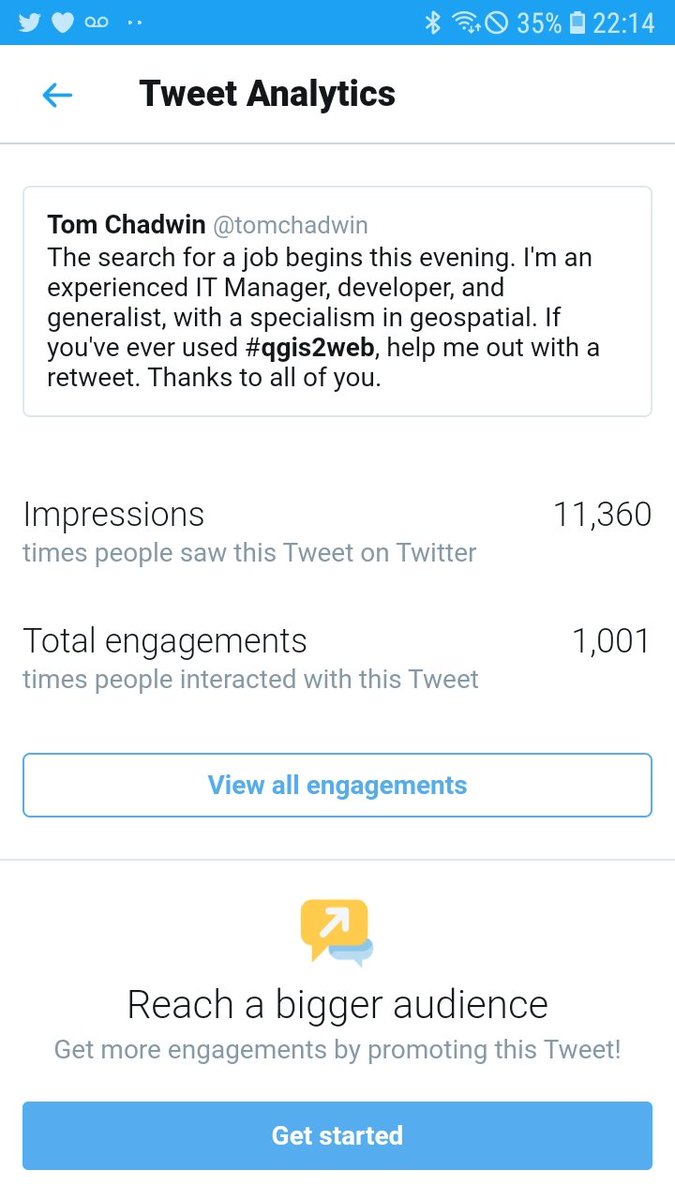 35% 22:14
Tweet Analytics
Tom Chadwin @tomchadwin
The search for a job begins this evening. I'm an
experienced IT Manager, developer, and
generalist, with a specialism in geospatial. If
you've ever used #qgis2web, help me out with a
retweet. Thanks to all of you.
Impressions 11,360
times people saw this Tweet on Twitter
Total engagements 1,001
times people interacted with this Tweet
View all engagements
Reach a bigger audience
Get more engagements by promoting this Tweet!
Get started